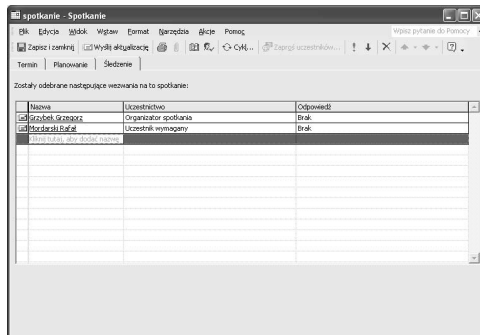 spotkanie - Spotkanie
Plik Edycja Widok Wstaw Format Narzędzia Akcje Pomoc Wpisz pytanie do Pomocy
Zapisz i zamknij Wyślij aktualizację Cykl... Zaproś uczestników...
Termin Planowanie Śledzenie
Zostały odebrane następujące wezwania na to spotkanie:
Nazwa Uczestnictwo Odpowiedź
Grzybek Grzegorz Organizator spotkania Brak
Mordarski Rafał Uczestnik wymagany Brak
Kliknij tutaj, aby dodać nazwę